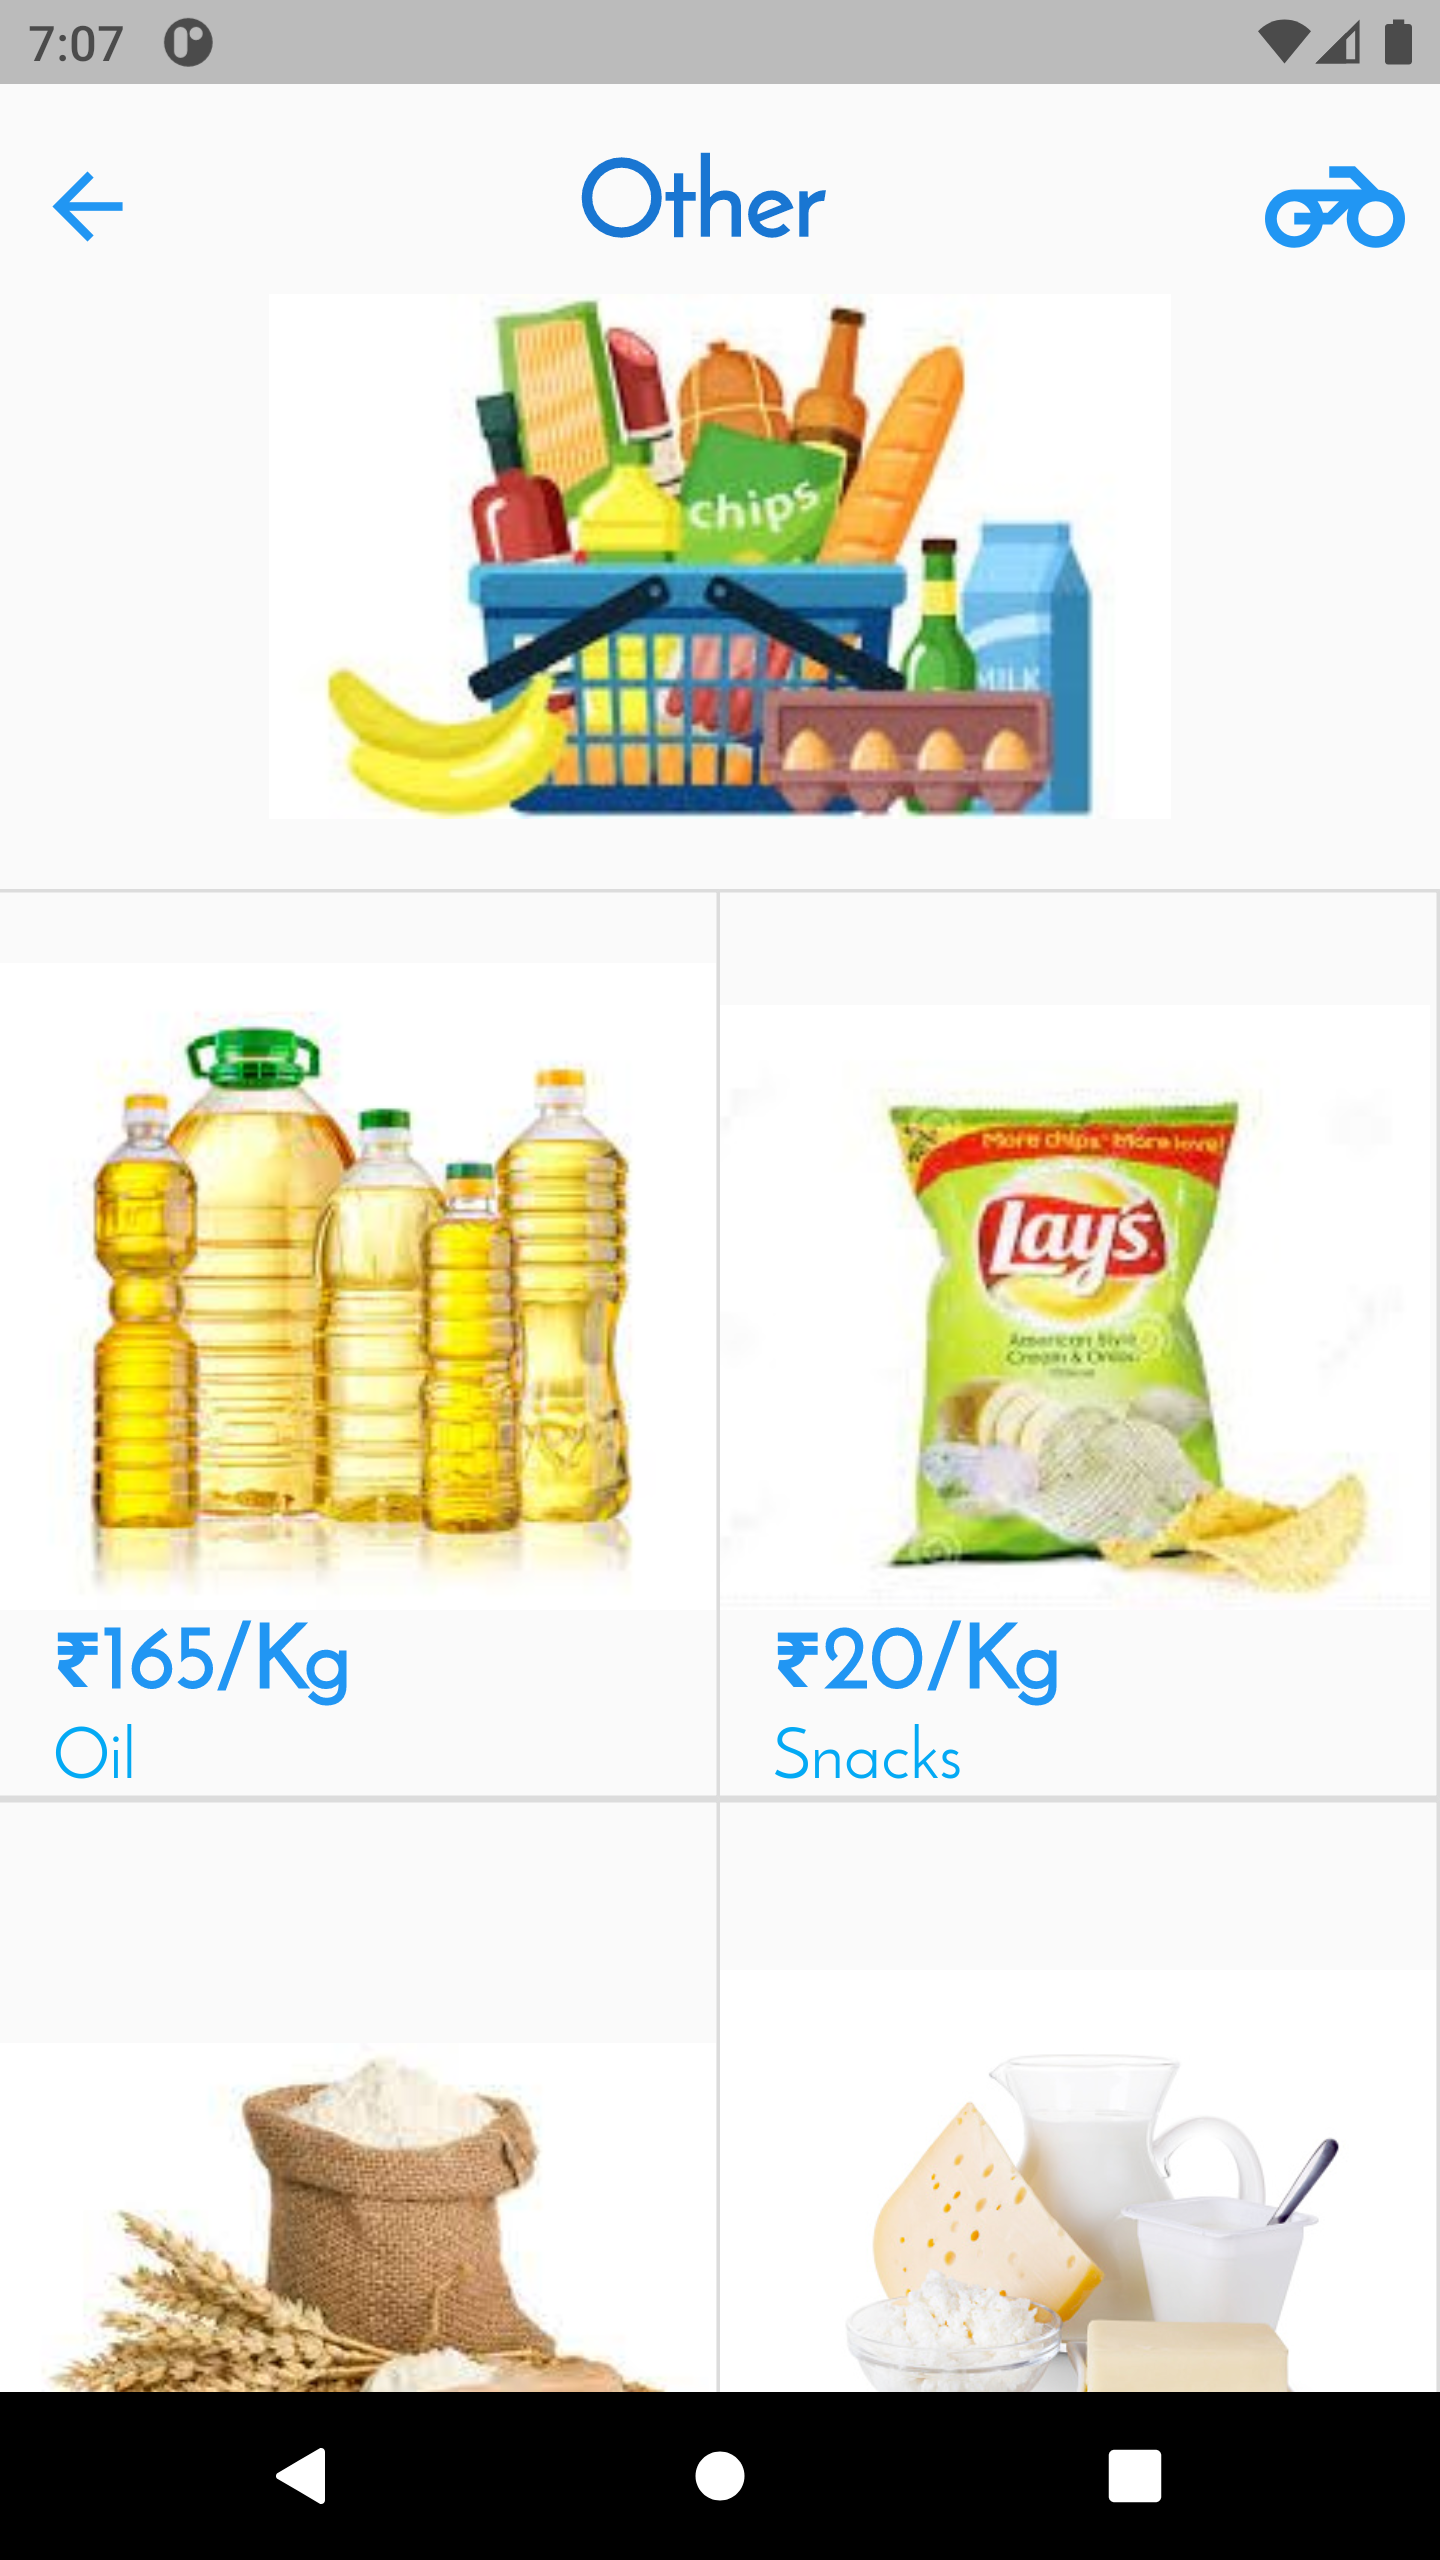 7:07
Other
chips
MILK
More chips* More love!
Lay's
American Style
Cream & Onion
₹165/Kg
Oil
₹20/Kg
Snacks